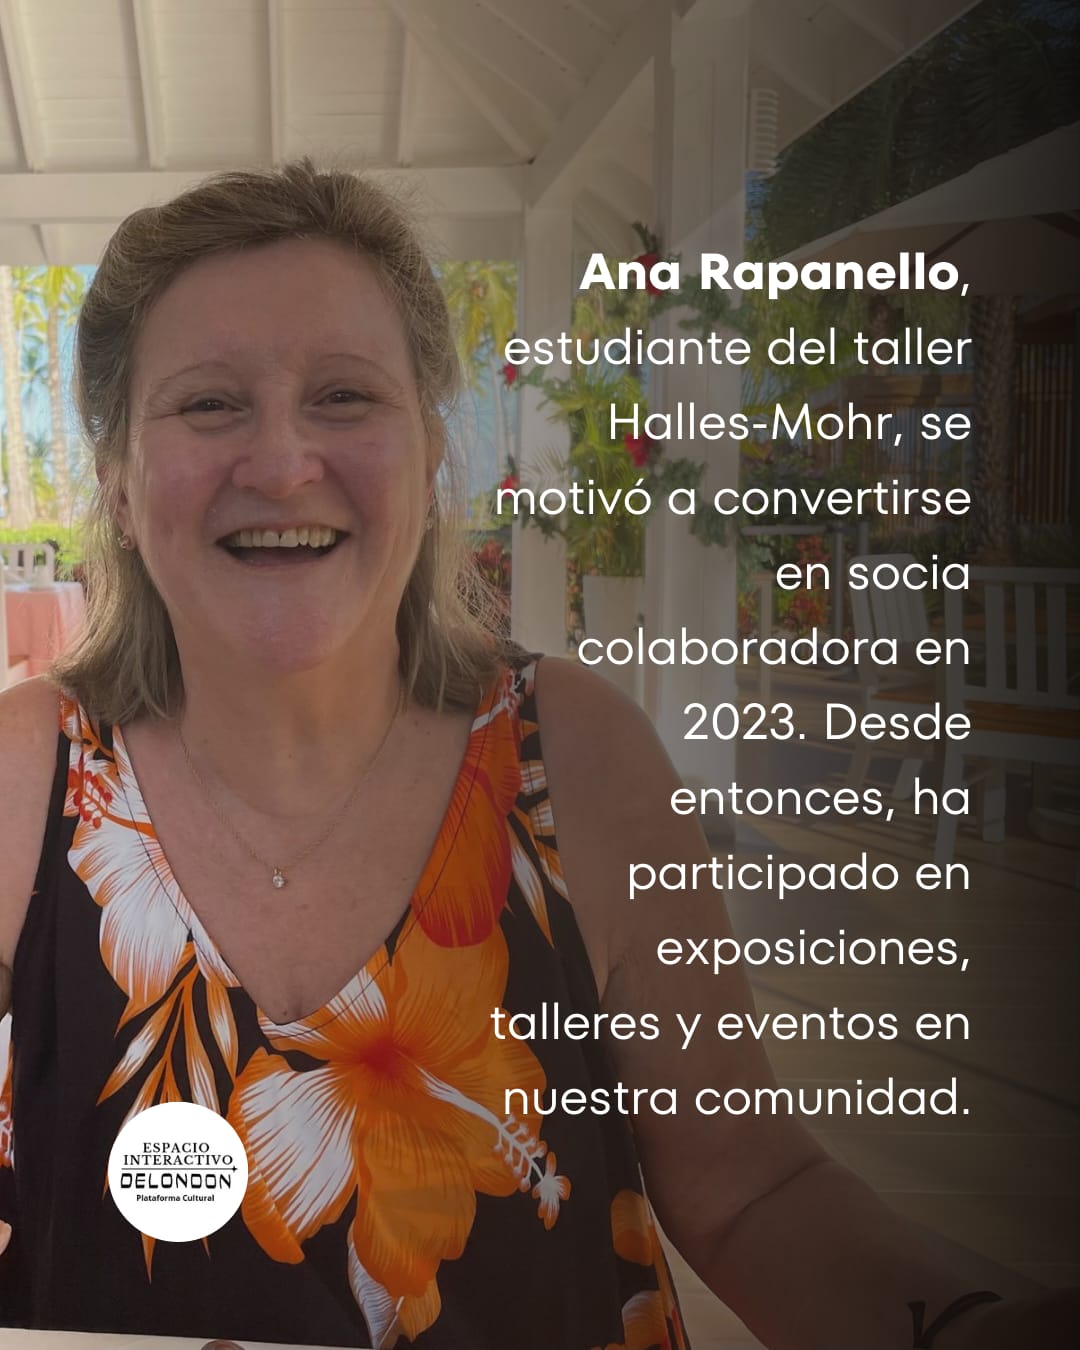 Ana Rapanello,
estudiante del taller
Halles-Mohr, se
motivó a convertirse
en socia
colaboradora en
2023. Desde
entonces, ha
participado en
exposiciones,
talleres y eventos en
nuestra comunidad.
ESPACIO
INTERACTIVO
DELONDON
Plataforma Cultural